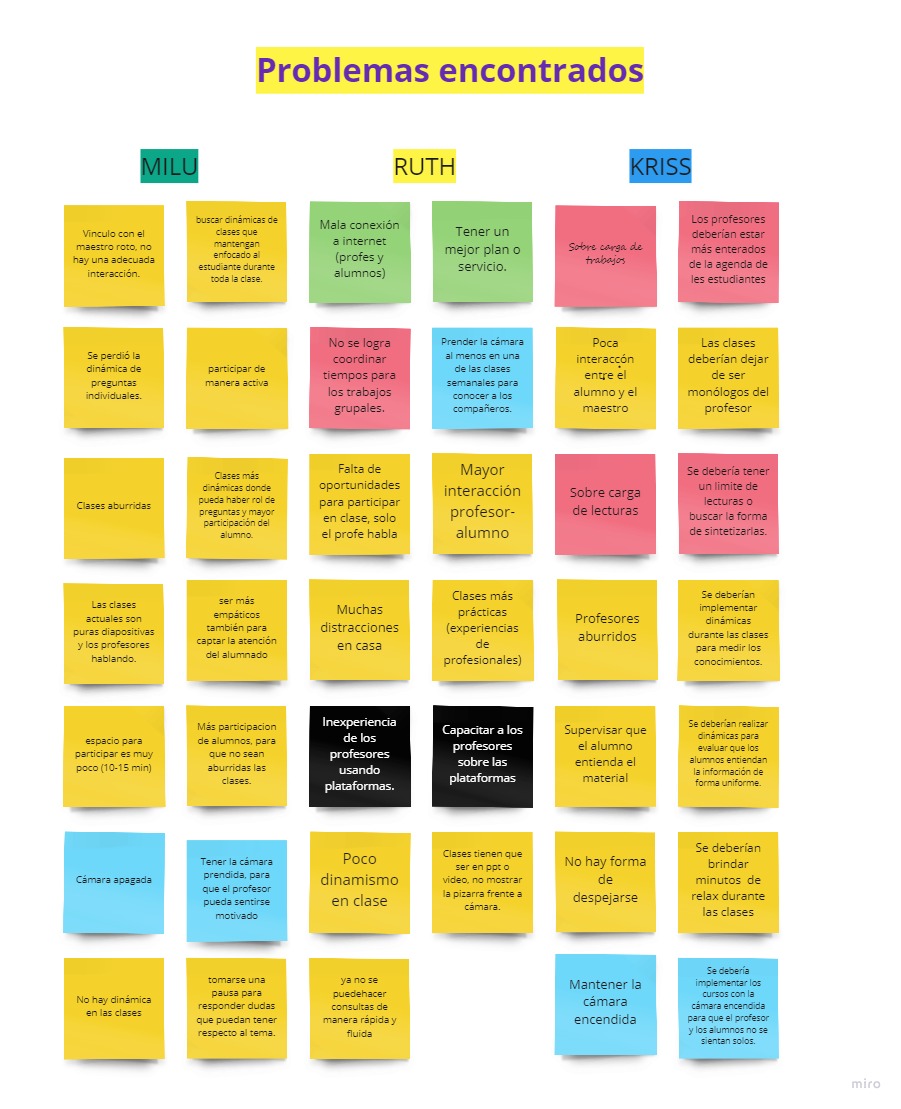 Problemas encontrados
MILU
RUTH
KRISS
Vinculo con el
maestro roto, no
hay una adecuada
interacción.
buscar dinámicas de
clases que
mantengan
enfocado al
estudiante durante
toda la clase.
Mala conexión
a internet
(profes y
alumnos)
Tener un
mejor plan o
servicio.
Sobre carga de
trabajos
Los profesores
deberían estar
más enterados
de la agenda de
les estudiantes
Se perdió la
dinámica de
preguntas
individuales.
participar de
manera activa
No se logra
coordinar
tiempos para
los trabajos
grupales.
Prender la cámara
al menos en una
de las clases
semanales para
conocer a los
compañeros.
Poca
interacción
entre el
alumno y el
maestro
Las clases
deberían dejar
de ser
monólogos del
profesor
Clases aburridas
Clases más
dinámicas donde
pueda haber rol de
preguntas y mayor
participación del
alumno.
Falta de
oportunidades
para participar
en clase, solo
el profe habla
Mayor
interacción
profesor-
alumno
Sobre carga
de lecturas
Se debería tener
un limite de
lecturas o
buscar la forma
de sintetizarlas.
Las clases
actuales son
puras diapositivas
y los profesores
hablando.
ser más
empáticos
también para
captar la atención
del alumnado
Muchas
distracciones
en casa
Clases más
prácticas
(experiencias
de
profesionales)
Profesores
aburridos
Se deberían
implementar
dinámicas
durante las clases
para medir los
conocimientos.
espacio para
participar es muy
poco (10-15 min)
Más participacion
de alumnos, para
que no sean
aburridas las
clases.
Inexperiencia
de los
profesores
usando
plataformas.
Capacitar a los
profesores
sobre las
plataformas
Supervisar que
el alumno
entienda el
material
Se deberían realizar
dinámicas para
evaluar que los
alumnos entiendan
la información de
forma uniforme.
Cámara apagada
Tener la cámara
prendida, para
que el profesor
pueda sentirse
motivado
Poco
dinamismo
en clase
Clases tienen que
ser en ppt o
video, no mostrar
la pizarra frente a
cámara.
No hay forma
de
despejarse
Se deberían
brindar
minutos de
relax durante
las clases
No hay dinámica
en las clases
tomarse una
pausa para
responder dudas
que puedan tener
respecto al tema.
ya no se
puedehacer
consultas de
manera rápida y
fluida
Mantener la
cámara
encendida
Se debería
implementar los
cursos con la
cámara encendida
para que el profesor
y los alumnos no se
sientan solos.
miro